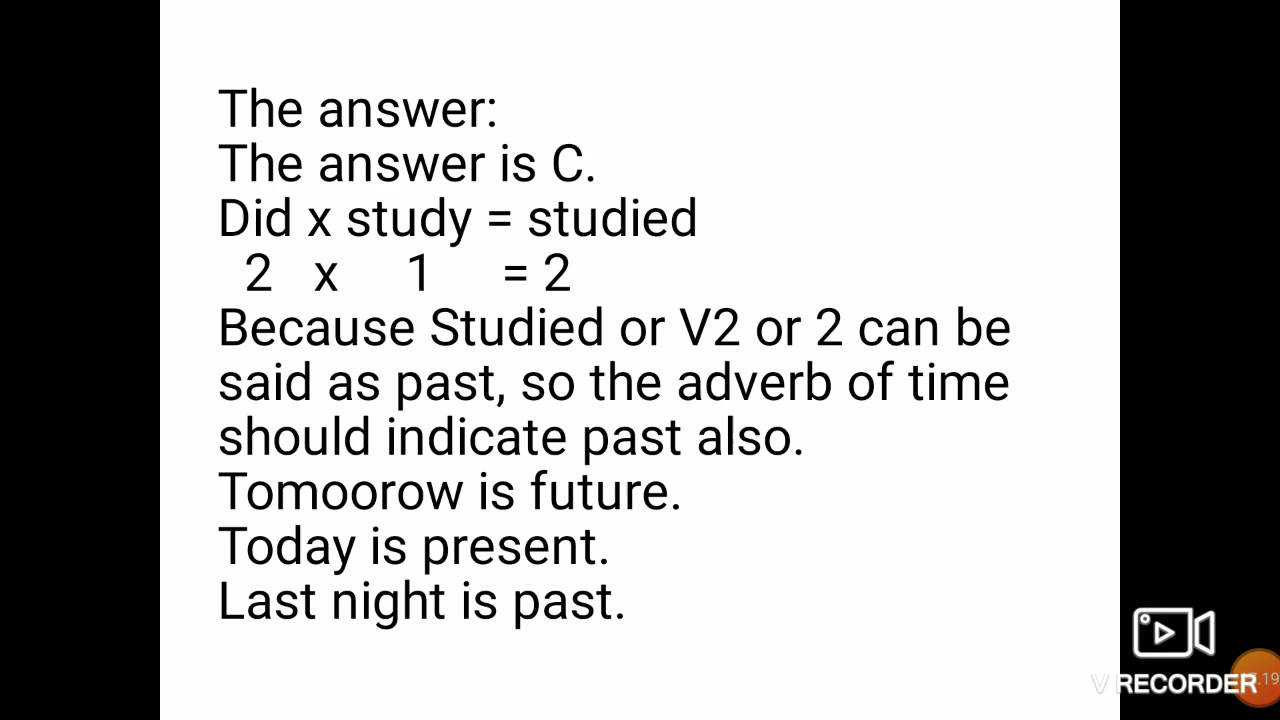 The answer:
The answer is C.
Did x study = studied
2 x 1 = 2
Because Studied or V2 or 2 can be
said as past, so the adverb of time
should indicate past also.
Tomoorow is future.
Today is present.
Last night is past.
V RECORDER